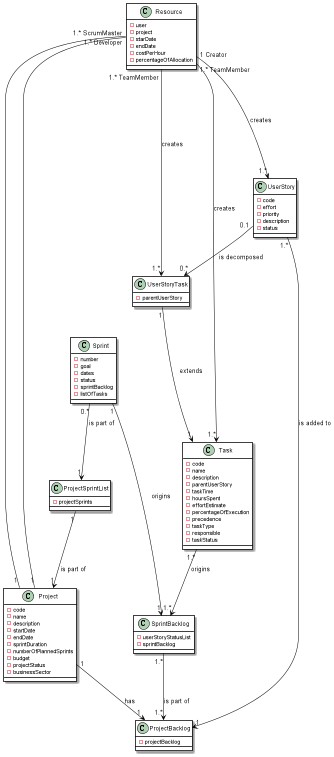 C Resource
user
project
starDate
endDate
costPerHour
percentageOfAllocation
1.* ScrumMaster
1.* Developer
1 Creator
1.* TeamMember
1.* TeamMember
creates
creates
creates
1.*
C UserStory
code
effort
priority
description
status
0.1
1.*
is decomposed
1.*
0.*
C UserStoryTask
parentUserStory
1
extends
is added to
C Sprint
number
goal
dates
status
sprintBacklog
listOfTasks
0.*
1
is part of
1
1.*
C Task
code
name
description
parentUserStory
taskTime
hoursSpent
effortEstimate
percentageOfExecution
precedence
taskType
responsible
taskStatus
1
C ProjectSprintList
projectSprints
1
origins
1.*
origins
is part of
1
1
1
C Project
code
name
description
startDate
endDate
sprintDuration
numberOfPlannedSprints
budget
projectStatus
businessSector
1
1.*
C SprintBacklog
userStoryStatusList
sprintBacklog
1
1.*
has
is part of
1
1
1
C ProjectBacklog
projectBacklog